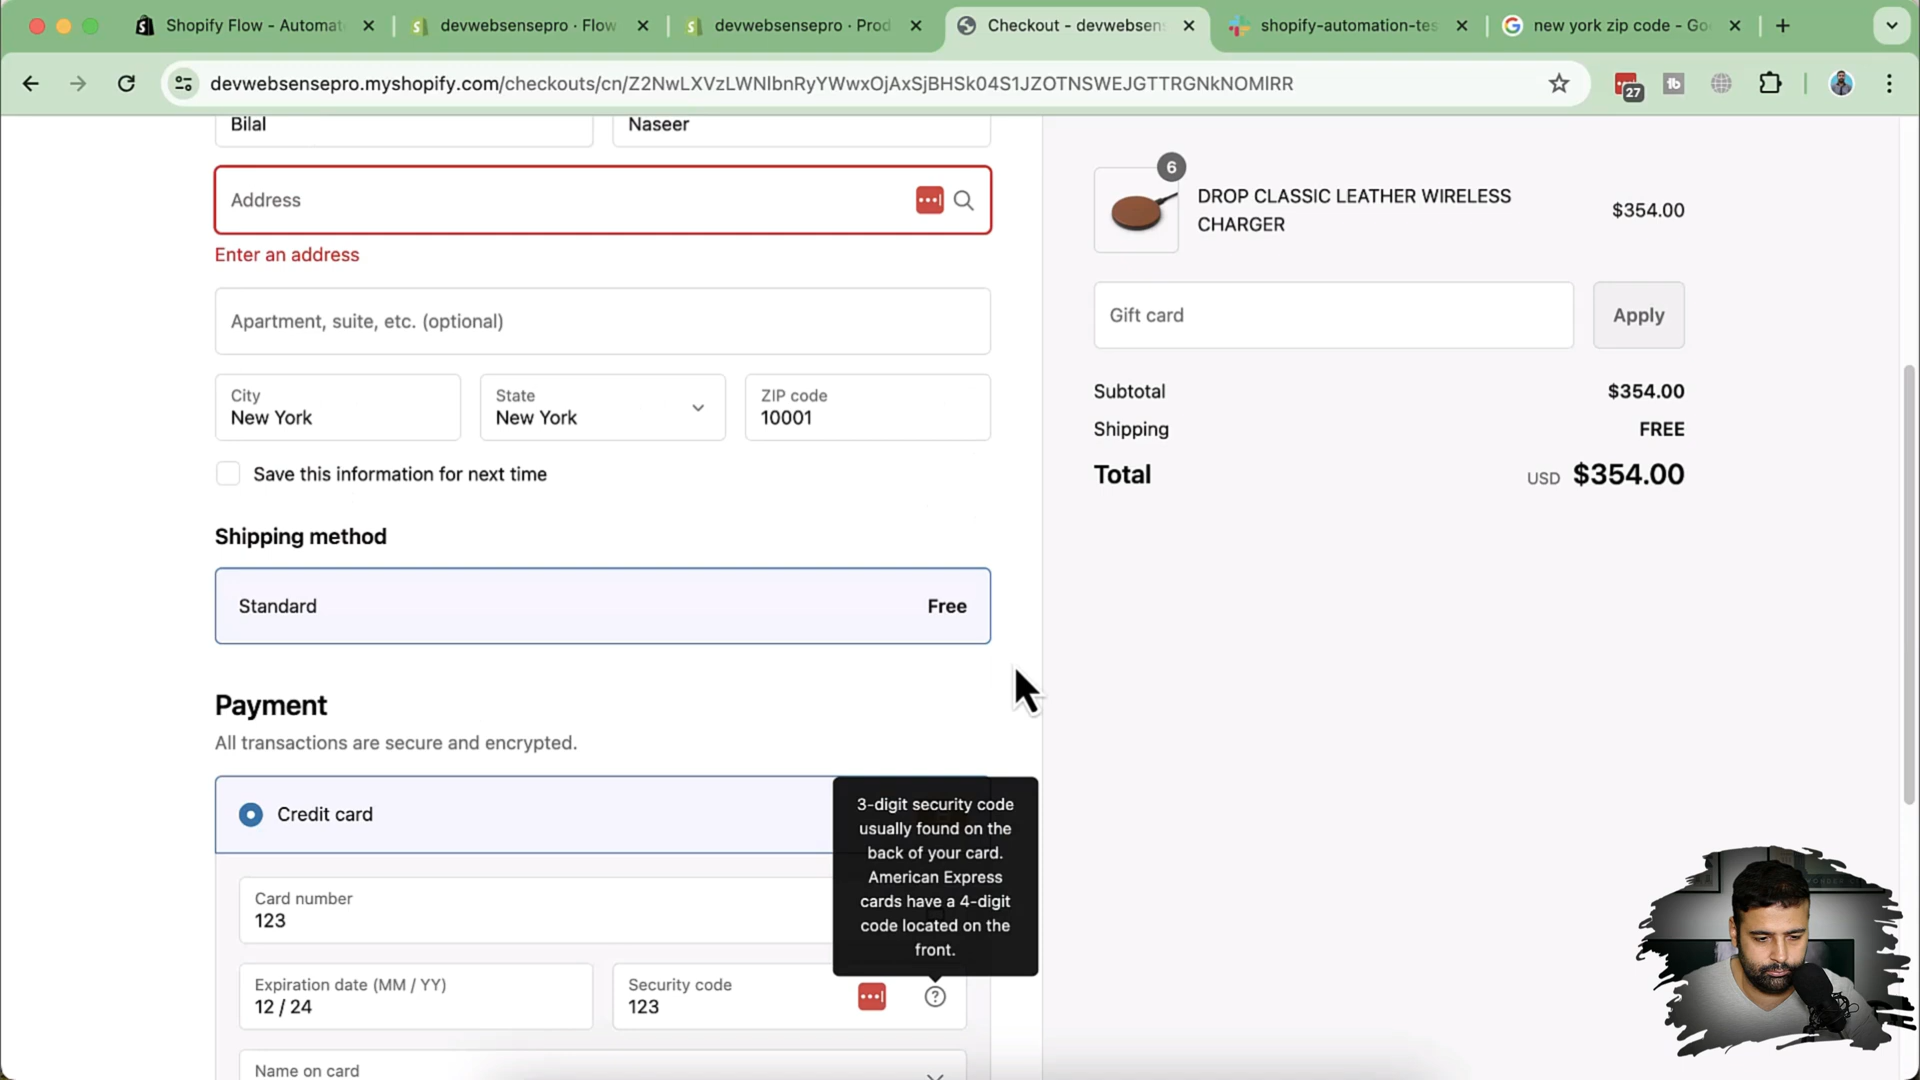 Shopify Flow - Automat
devwebsensepro · Flow
devwebsensepro · Prod
Checkout - devwebsens
shopify-automation-tes
new york zip code - Go
devwebsensepro.myshopify.com/checkouts/cn/Z2NwLXVzLWNlbnRyYWwxOjAxSjBHSk04S1JZOTNSWEJGTTRGNkNOMlRR
27
tb
Bilal
Naseer
Address
Enter an address
Apartment, suite, etc. (optional)
City
New York
State
New York
ZIP code
10001
Save this information for next time
Shipping method
Standard
Free
Payment
All transactions are secure and encrypted.
Credit card
3-digit security code
usually found on the
back of your card.
American Express
cards have a 4-digit
code located on the
front.
Card number
123
Expiration date (MM / YY)
12 / 24
Security code
123
?
Name on card
6
DROP CLASSIC LEATHER WIRELESS
CHARGER
$354.00
Gift card
Apply
Subtotal
$354.00
Shipping
FREE
Total
USD $354.00